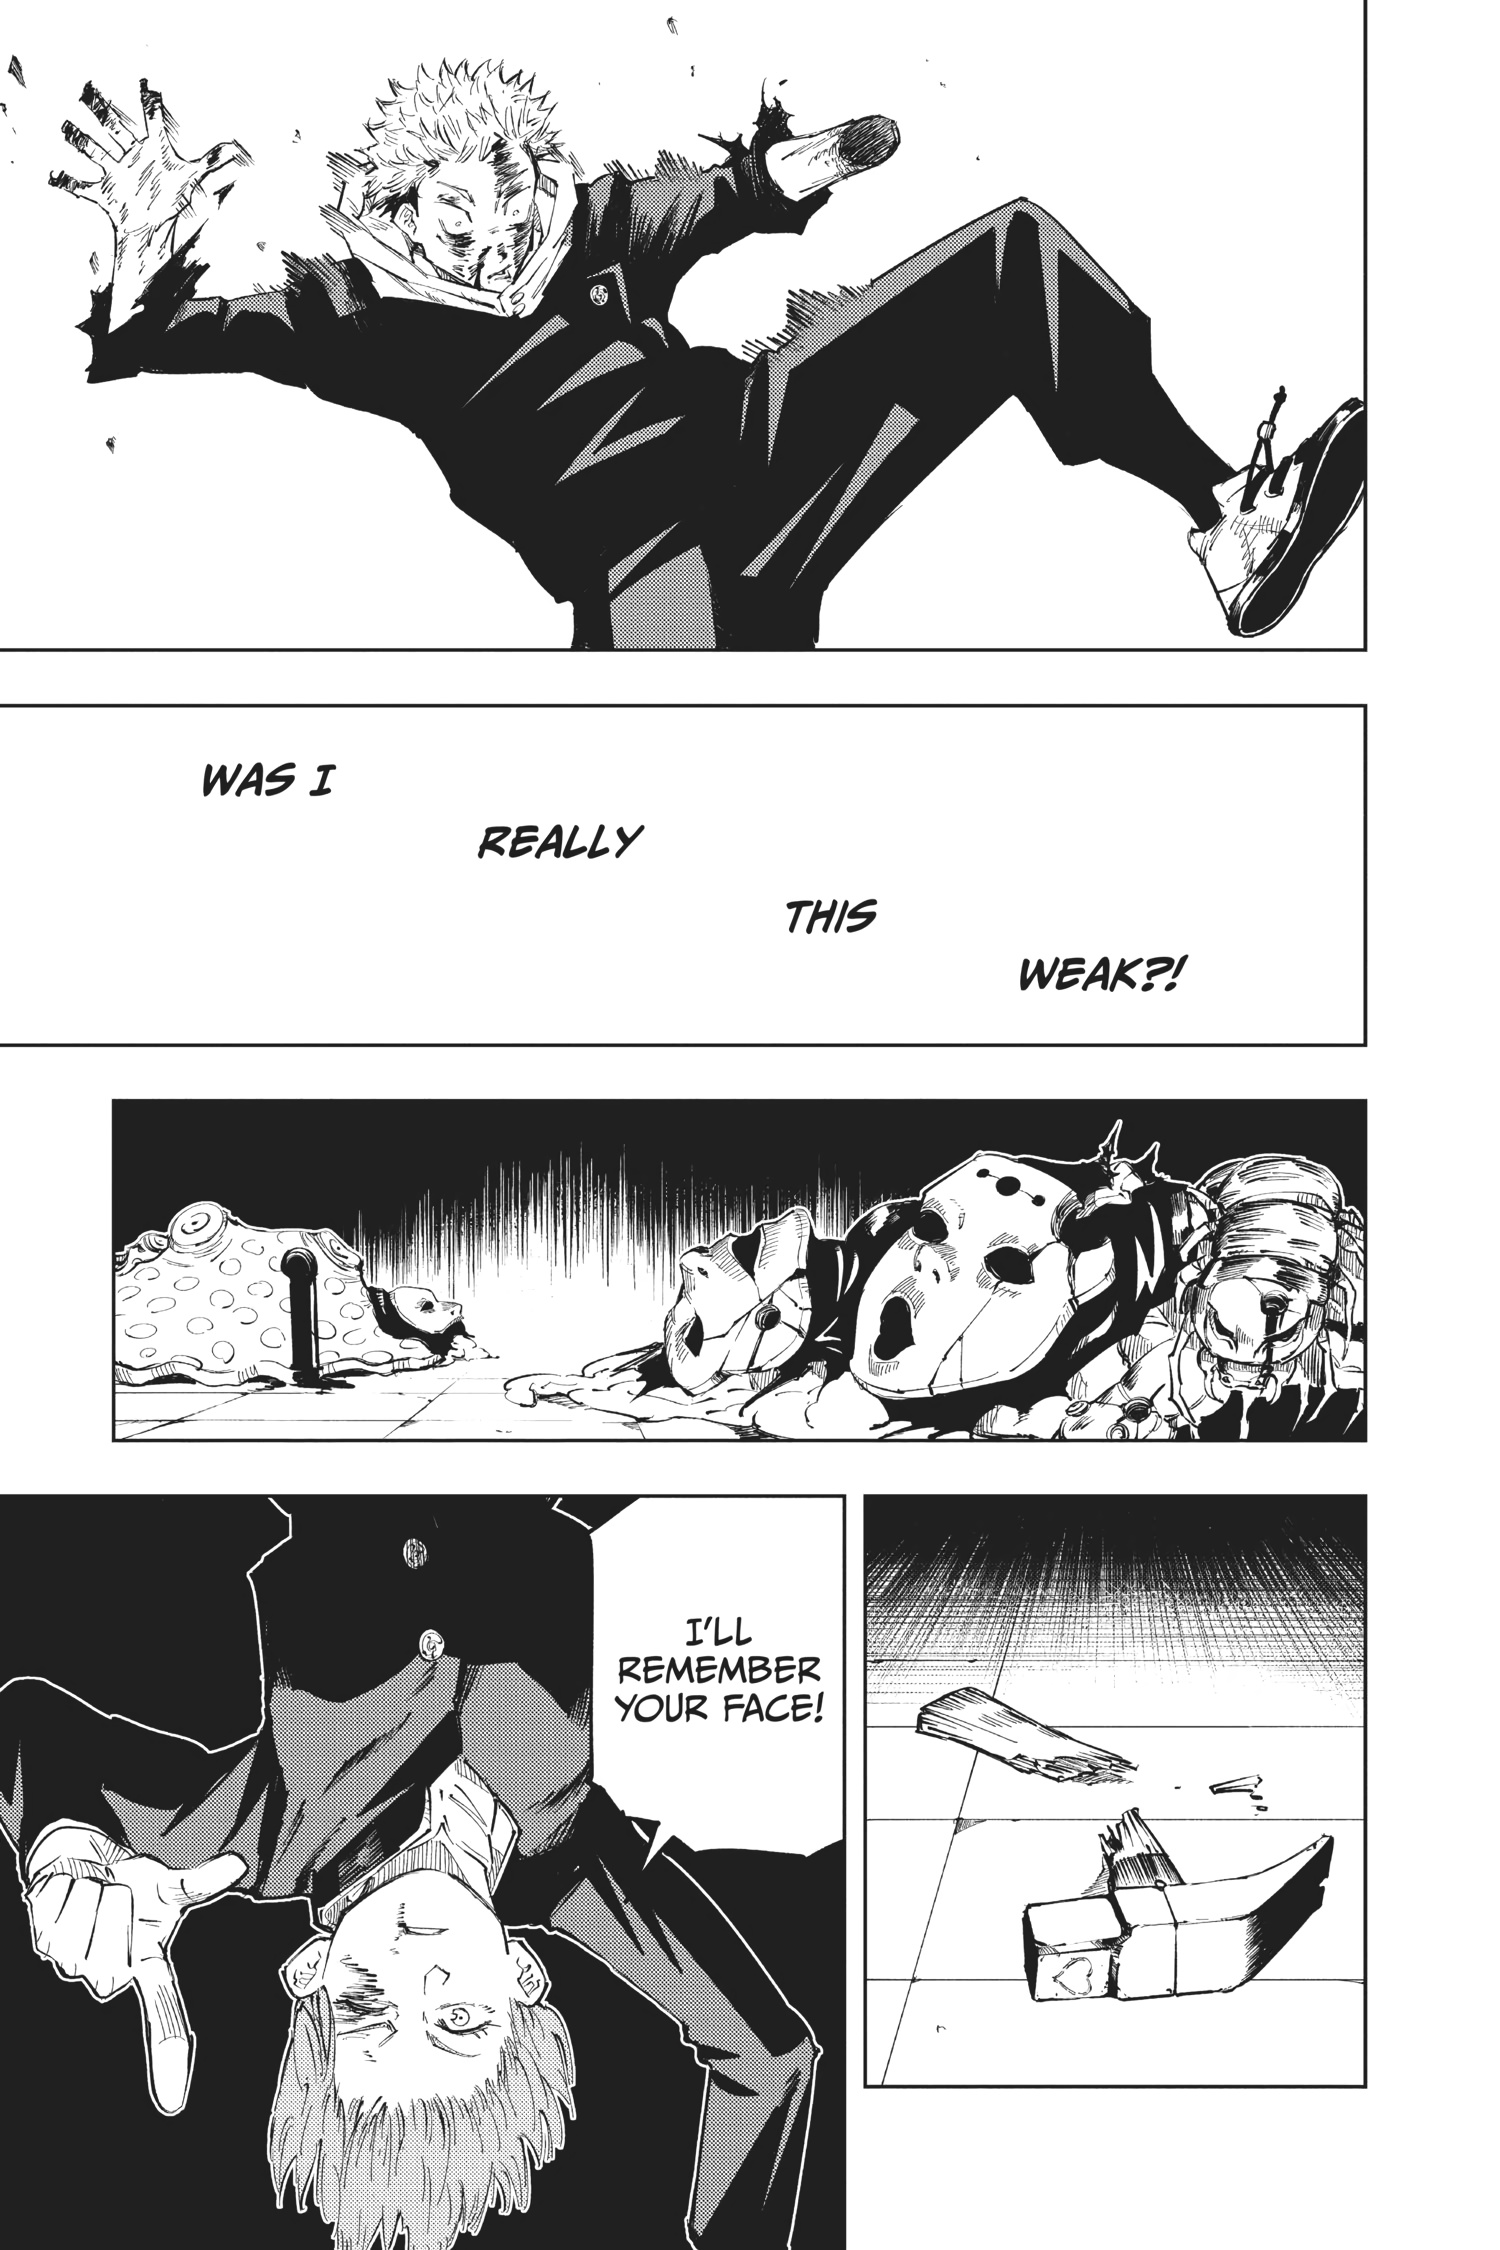 WAS I
REALLY
THIS
WEAK?!
I'LL
REMEMBER
YOUR FACE!